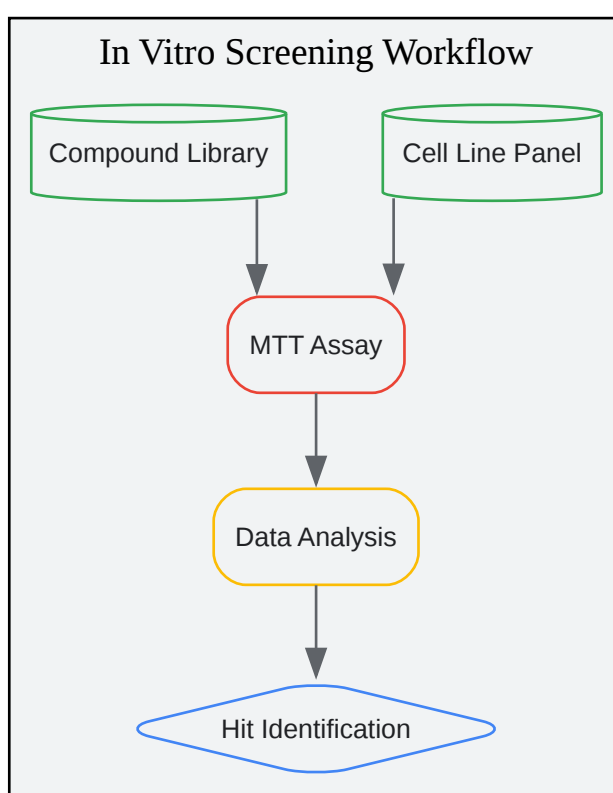 In Vitro Screening Workflow
Compound Library
Cell Line Panel
MTT Assay
Data Analysis
Hit Identification